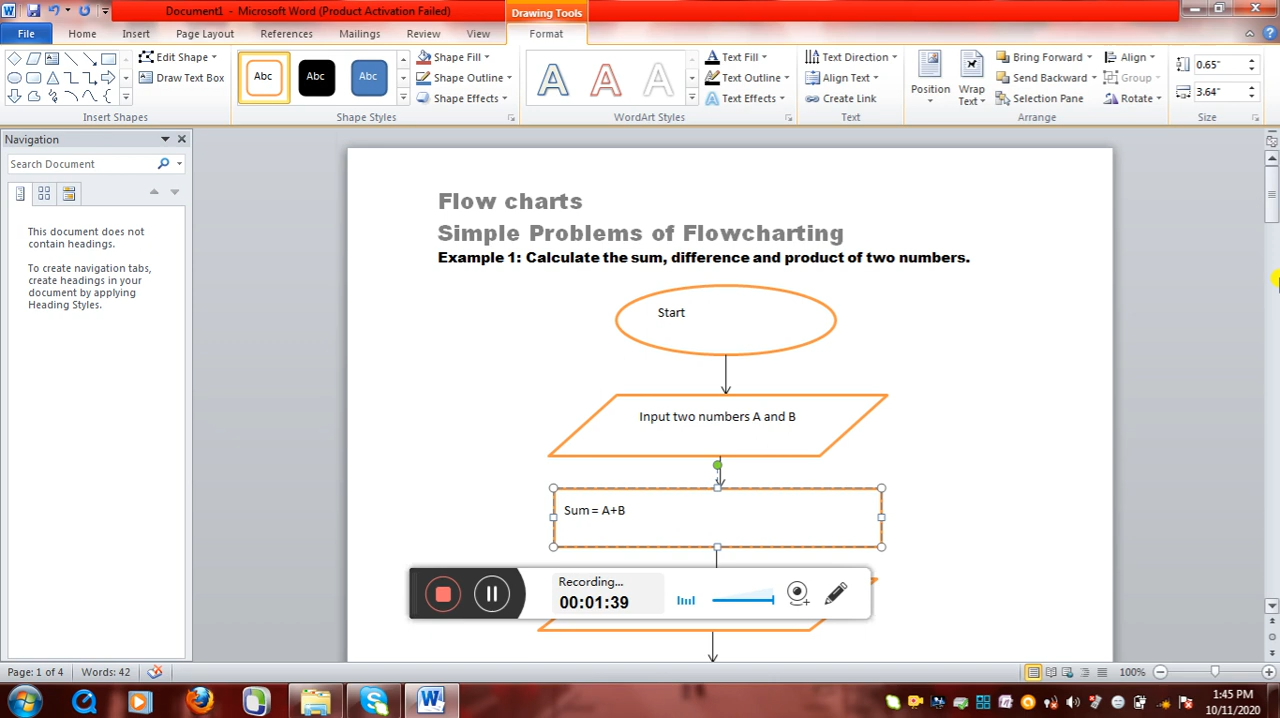 Document1 - Microsoft Word (Product Activation Failed)
Drawing Tools
File Home Insert Page Layout References Mailings Review View Format
Edit Shape
Draw Text Box
Insert Shapes
Abc Abc Abc
Shape Fill
Shape Outline
Shape Effects
Shape Styles
A A A
Text Fill
Text Outline
Text Effects
WordArt Styles
Text Direction
Align Text
Create Link
Text
Position
Wrap Text
Bring Forward
Send Backward
Selection Pane
Align
Group
Rotate
Arrange
0.65"
3.64"
Size
Navigation
Search Document
This document does not
contain headings.
To create navigation tabs,
create headings in your
document by applying
Heading Styles.
Flow charts
Simple Problems of Flowcharting
Example 1: Calculate the sum, difference and product of two numbers.
Start
Input two numbers A and B
Sum = A+B
Recording...
00:01:39
Page: 1 of 4 Words: 42
100%
1:45 PM
10/11/2020